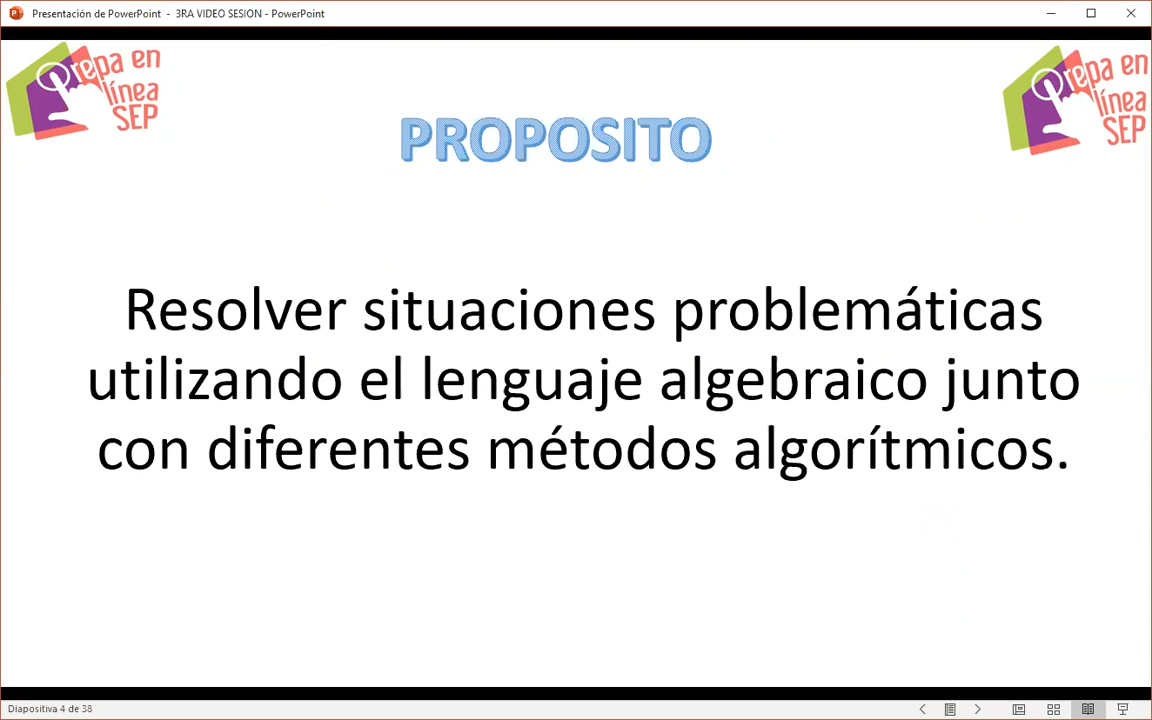 Presentación de PowerPoint - 3RA VIDEO SESION - PowerPoint
Prepa en
línea
SEP
Prepa en
línea
SEP
PROPOSITO
Resolver situaciones problemáticas
utilizando el lenguaje algebraico junto
con diferentes métodos algorítmicos.
Diapositiva 4 de 38